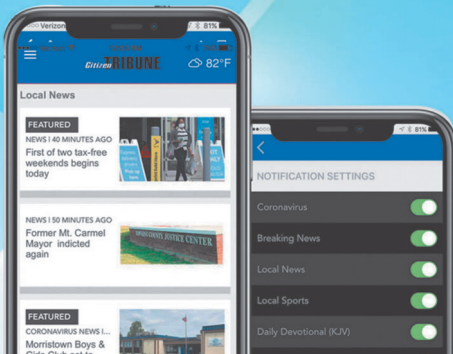 Verizon
81%
Citizen TRIBUNE
82°F
Local News
FEATURED
NEWS I 40 MINUTES AGO
First of two tax-free
weekends begins
today
NEWS I 50 MINUTES AGO
Former Mt. Carmel
Mayor indicted
again
JUSTICE CENTER
FEATURED
CORONAVIRUS NEWS I...
Morristown Boys &
81%
NOTIFICATION SETTINGS
Coronavirus
Breaking News
Local News
Local Sports
Daily Devotional (KJV)